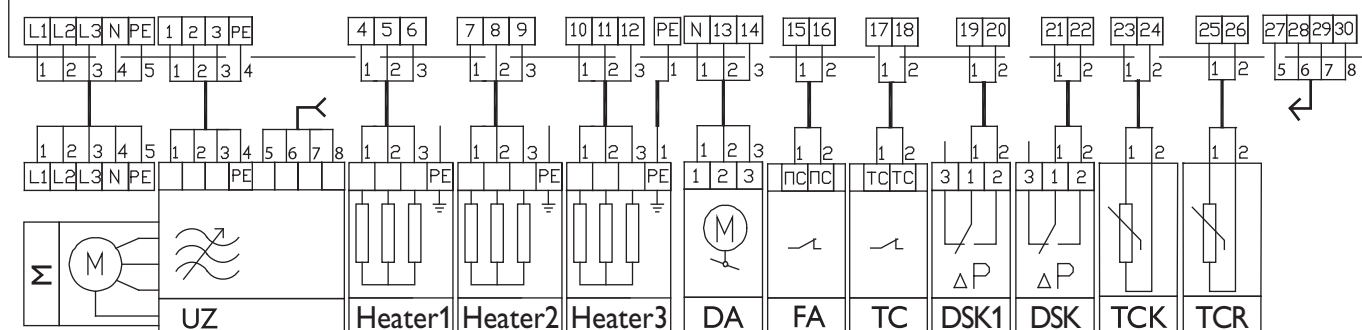 L1 L2 L3 N PE 1 2 3 PE 4 5 6 7 8 9 10 11 12 PE N 13 14 15 16 17 18 19 20 21 22 23 24 25 26 27 28 29 30
1 2 3 4 5 1 2 3 4 1 2 3 1 2 3 1 2 3 1 1 2 3 1 2 1 2 1 2 1 2 1 2 1 2 5 6 7 8
1 2 3 4 5 1 2 3 4 5 6 7 8 1 2 3 1 2 3 1 2 3 1 1 2 3 1 2 1 2 1 2 1 2 1 2 1 2
L1 L2 L3 N PE PE PE PE PE 1 2 3 ПС ПС ТС ТС 3 1 2 3 1 2
M M M
ΔP ΔP
UZ Heater1 Heater2 Heater3 DA FA TC DSK1 DSK TCK TCR